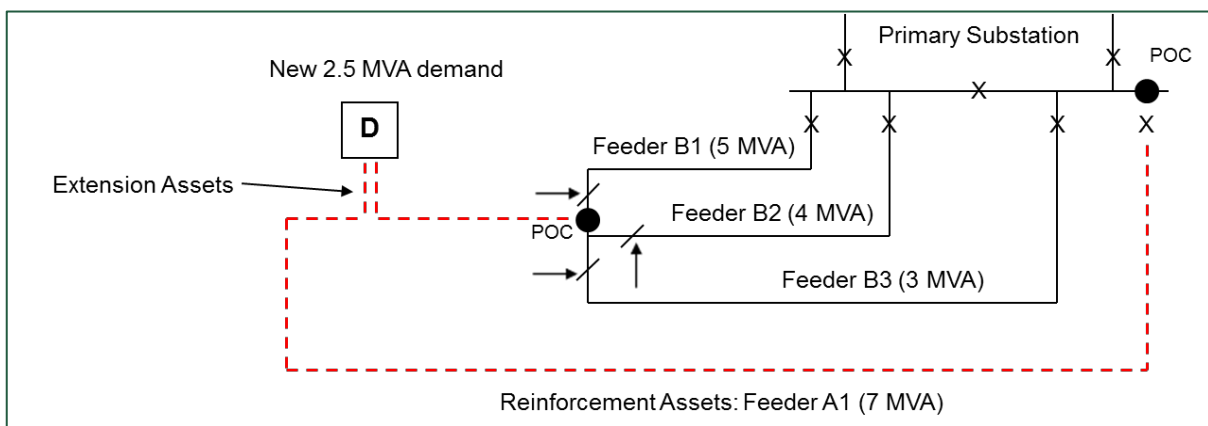 Primary Substation
POC
New 2.5 MVA demand
X
X
X
D
X
X
X
X
Feeder B1 (5 MVA)
Extension Assets
Feeder B2 (4 MVA)
POC
Feeder B3 (3 MVA)
Reinforcement Assets: Feeder A1 (7 MVA)